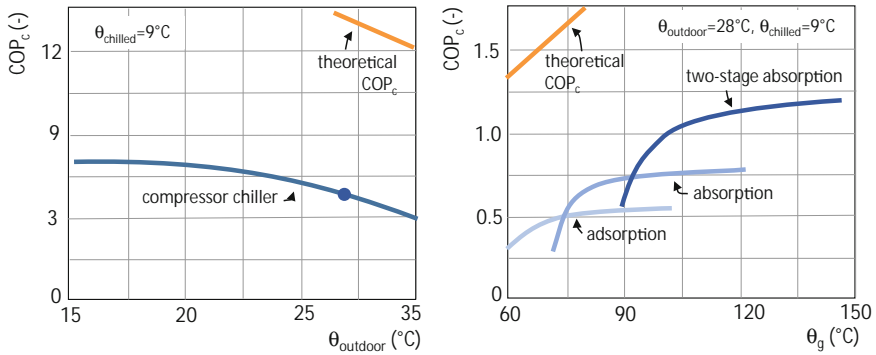 COPc (-)
12
9
3
0
15
20
30
35
θoutdoor (°C)
θchilled=9°C
theoretical
COPc
compressor chiller
COPc (-)
1.5
1.0
0.5
0.0
60
90
120
150
θg (°C)
θoutdoor=28°C, θchilled=9°C
theoretical
COPc
two-stage absorption
absorption
adsorption